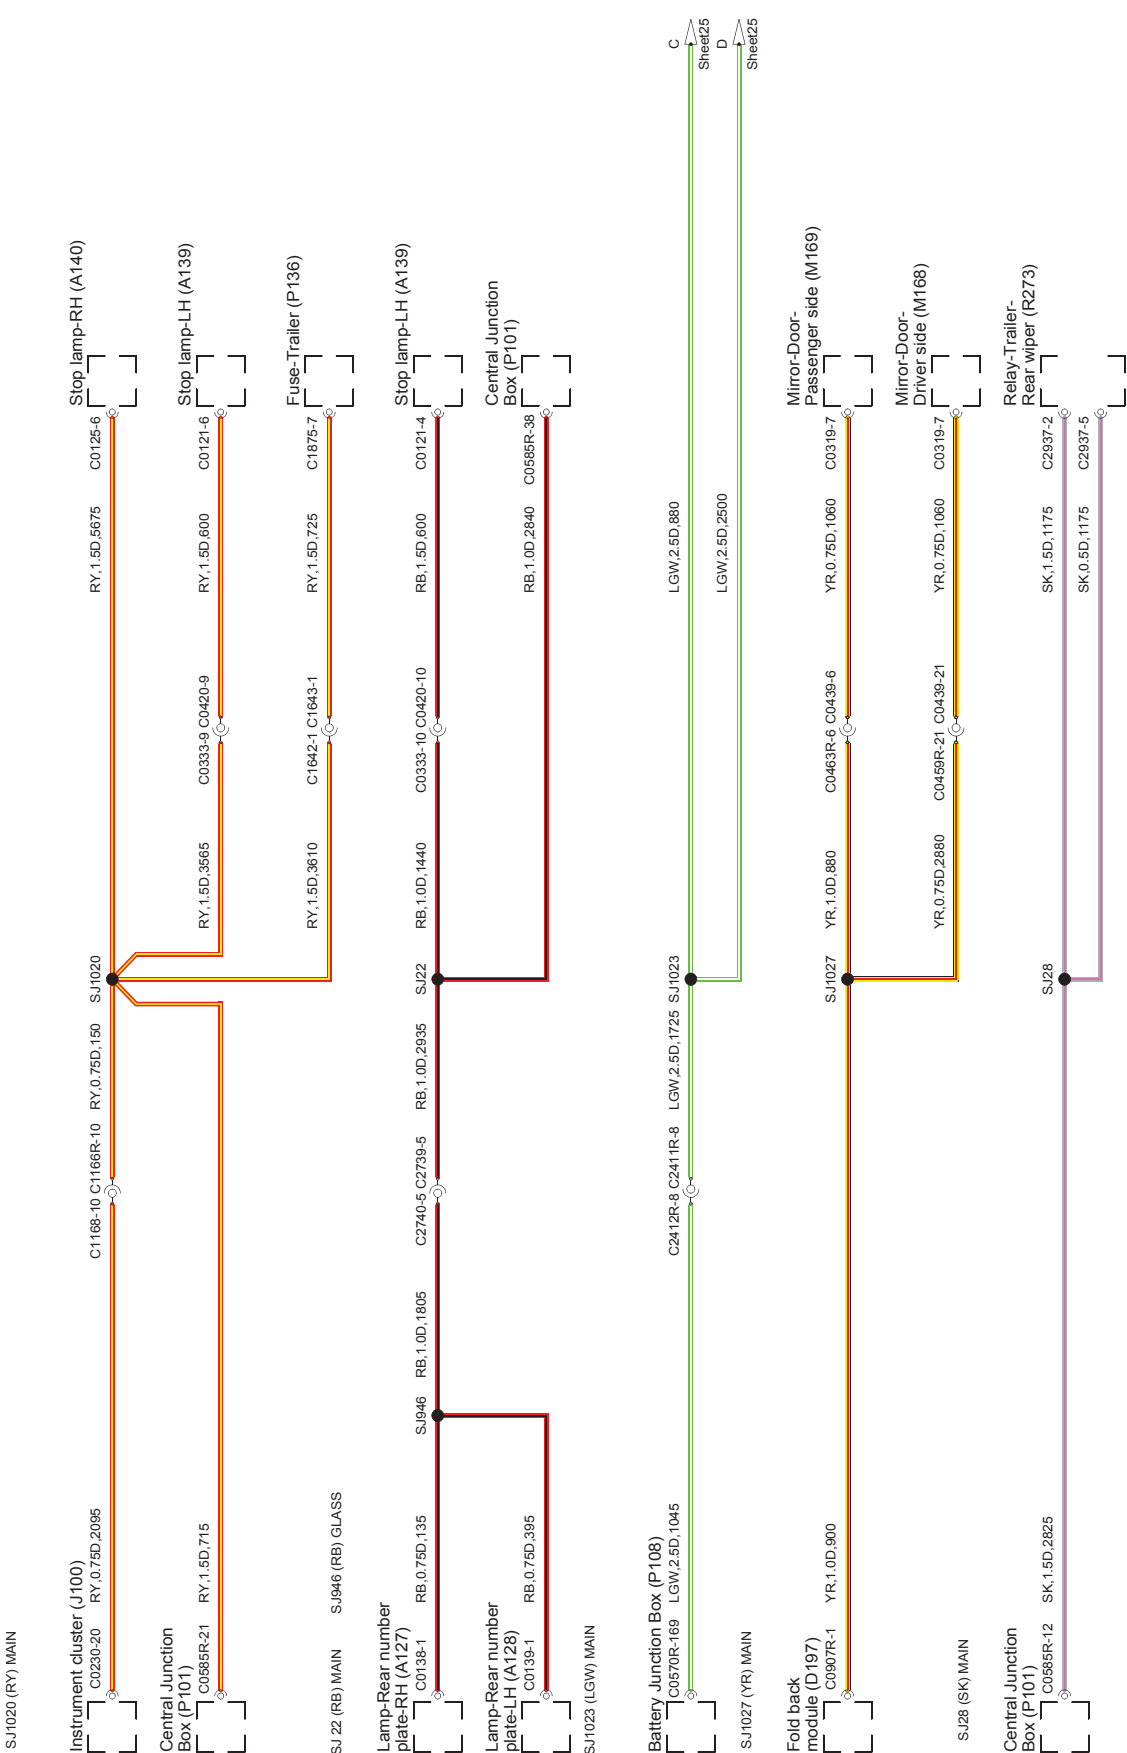 SJ1020 (RY) MAIN
Instrument cluster (J100)
C0230-20
RY,0.75D,2095
C1168-10
C1166R-10
RY,0.75D,150
SJ1020
RY,1.5D,5675
C0125-6
Stop lamp-RH (A140)
Central Junction
Box (P101)
C0585R-21
RY,1.5D,715
RY,1.5D,3565
C0333-9
C0420-9
RY,1.5D,600
C0121-6
Stop lamp-LH (A139)
RY,1.5D,3610
C1642-1
C1643-1
RY,1.5D,725
C1875-7
Fuse-Trailer (P136)
SJ 22 (RB) MAIN
SJ946 (RB) GLASS
Lamp-Rear number
plate-RH (A127)
C0138-1
RB,0.75D,135
SJ946
RB,1.0D,1805
C2740-5
C2739-5
RB,1.0D,2935
SJ22
RB,1.0D,1440
C0333-10
C0420-10
RB,1.5D,600
C0121-4
Stop lamp-LH (A139)
Lamp-Rear number
plate-LH (A128)
C0139-1
RB,0.75D,395
RB,1.0D,2840
C0585R-38
Central Junction
Box (P101)
SJ1023 (LGW) MAIN
Battery Junction Box (P108)
C0570R-169
LGW,2.5D,1045
C2412R-8
C2411R-8
LGW,2.5D,1725
SJ1023
LGW,2.5D,880
C
Sheet25
LGW,2.5D,2500
D
Sheet25
SJ1027 (YR) MAIN
Fold back
module (D197)
C0907R-1
YR,1.0D,900
SJ1027
YR,1.0D,880
C0463R-6
C0439-6
YR,0.75D,1060
C0319-7
Mirror-Door-
Passenger side (M169)
YR,0.75D,2880
C0459R-21
C0439-21
YR,0.75D,1060
C0319-7
Mirror-Door-
Driver side (M168)
SJ28 (SK) MAIN
Central Junction
Box (P101)
C0585R-12
SK,1.5D,2825
SJ28
SK,1.5D,1175
C2937-2
Relay-Trailer-
Rear wiper (R273)
SK,0.5D,1175
C2937-5